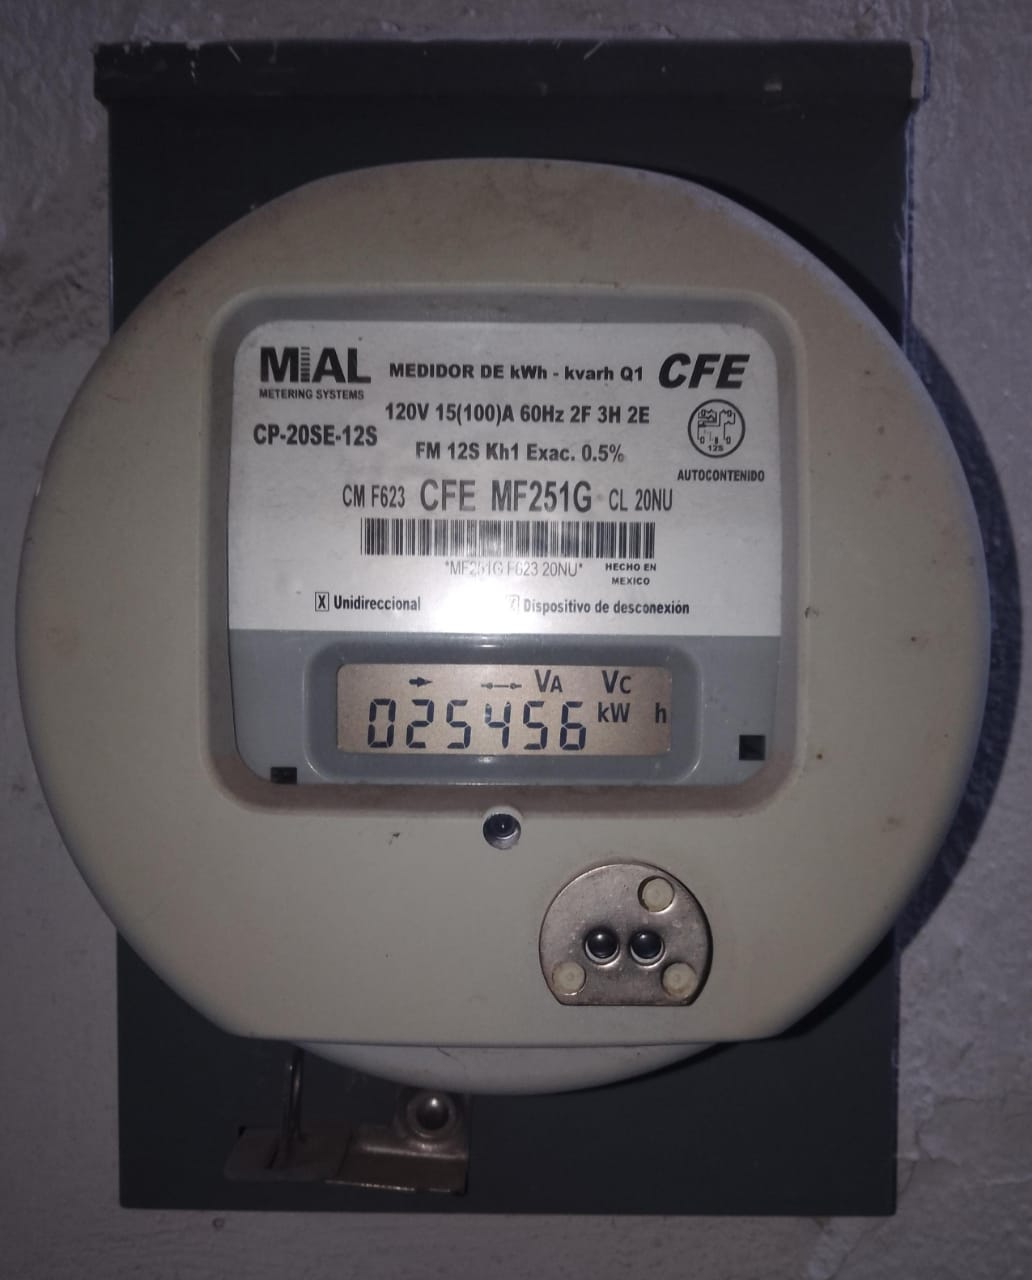 MIAL
METERING SYSTEMS
MEDIDOR DE kWh - kvarh Q1
CFE
120V 15(100)A 60Hz 2F 3H 2E
CP-20SE-12S
FM 12S Kh1 Exac. 0.5%
12S
AUTOCONTENIDO
CM F623 CFE MF251G CL 20NU
*MF251G F623 20NU*
HECHO EN
MEXICO
X Unidireccional
Dispositivo de desconexión
VA VC
025456 kW h